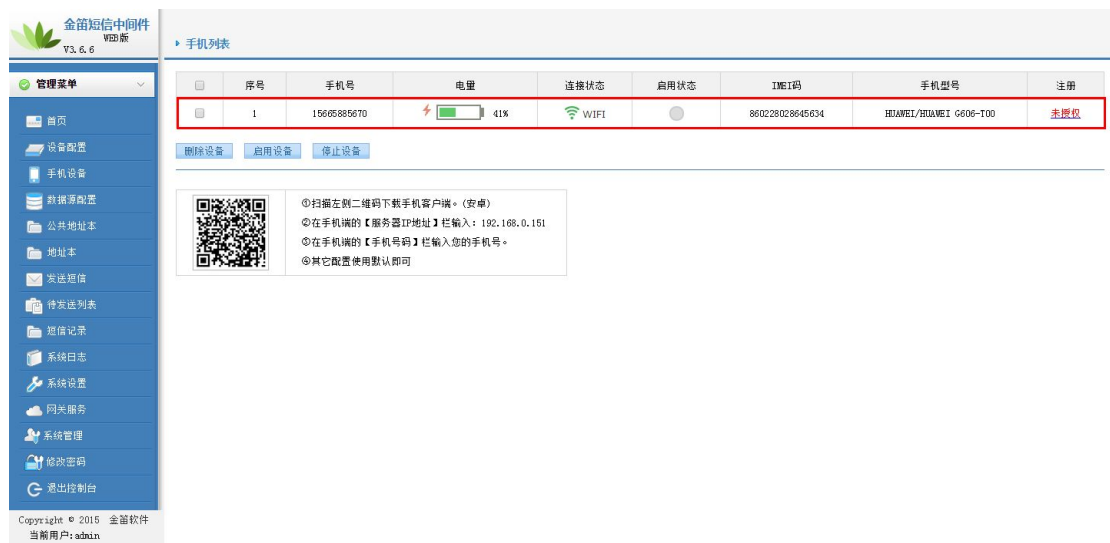 金笛短信中间件
WEB版
V3.6.6
手机列表
管理菜单
首页
设备配置
手机设备
数据源配置
公共地址本
地址本
发送短信
待发送列表
短信记录
系统日志
系统设置
网关服务
系统管理
修改密码
退出控制台
Copyright © 2015 金笛软件
当前用户:admin
序号 手机号 电量 连接状态 启用状态 IMEI码 手机型号 注册
1 15665885670 41% WIFI 860228028645634 HUAWEI/HUAWEI G606-T00 未授权
删除设备 启用设备 停止设备
①扫描左侧二维码下载手机客户端。(安卓)
②在手机端的【服务器IP地址】栏输入: 192.168.0.151
③在手机端的【手机号码】栏输入您的手机号。
④其它配置使用默认即可